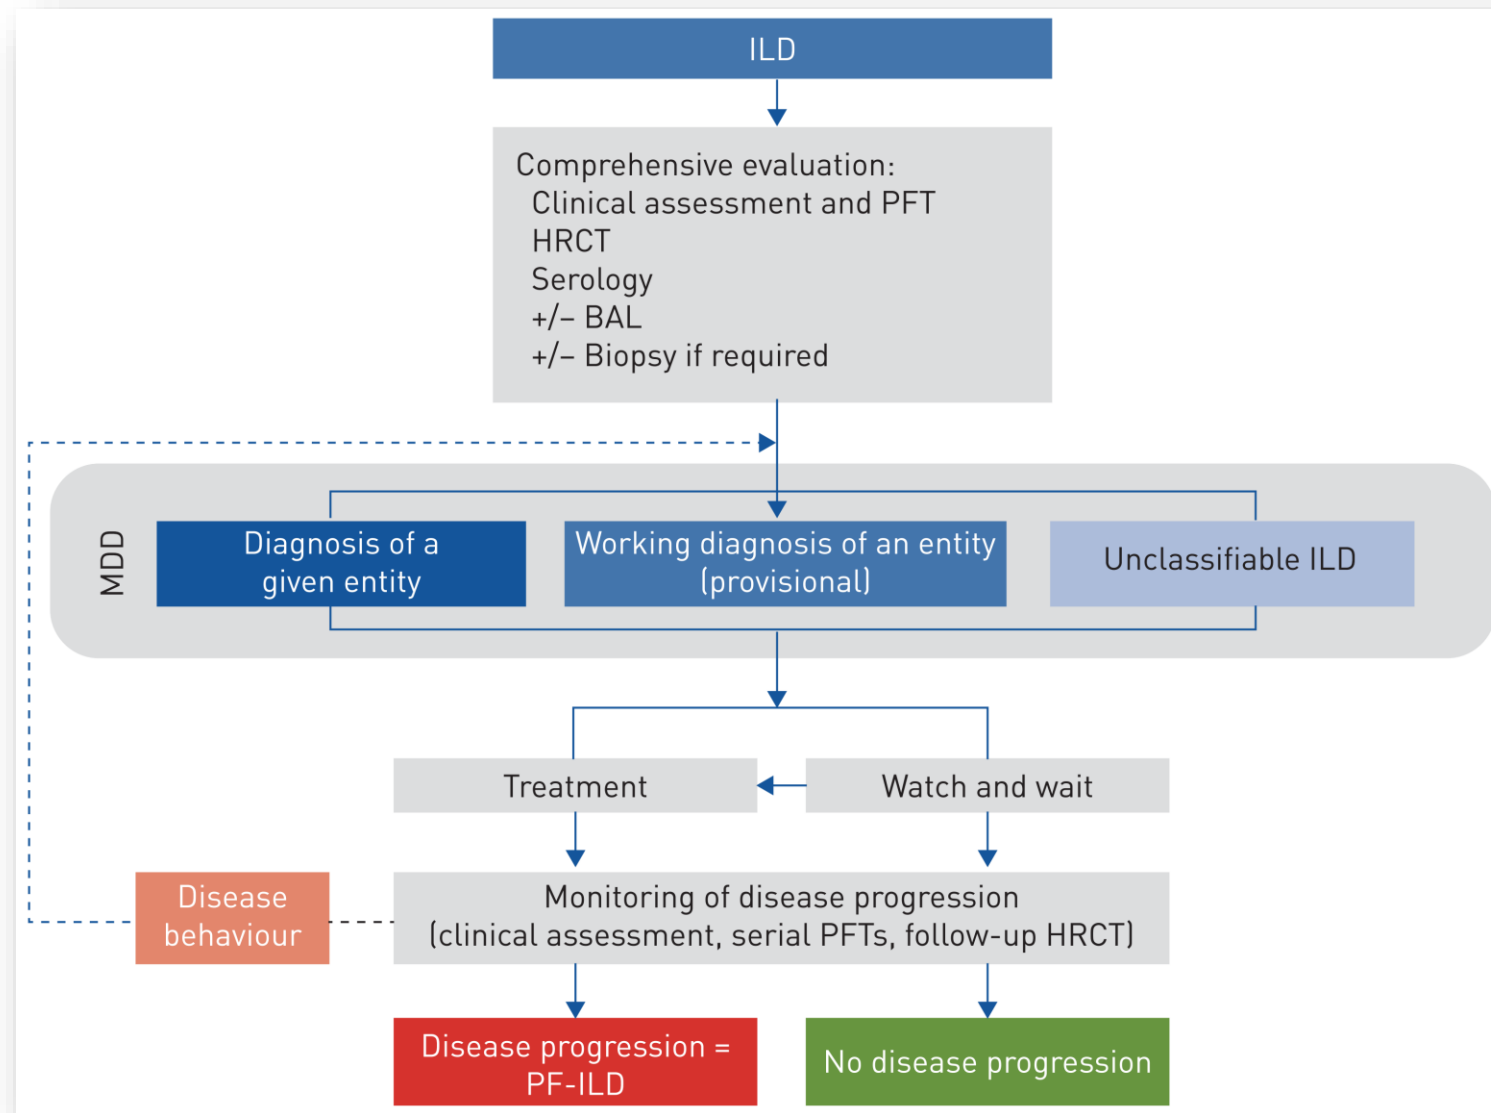 ILD
Comprehensive evaluation:
Clinical assessment and PFT
HRCT
Serology
+/– BAL
+/– Biopsy if required
MDD
Diagnosis of a
given entity
Working diagnosis of an entity
(provisional)
Unclassifiable ILD
Treatment
Watch and wait
Disease
behaviour
Monitoring of disease progression
(clinical assessment, serial PFTs, follow-up HRCT)
Disease progression =
PF-ILD
No disease progression